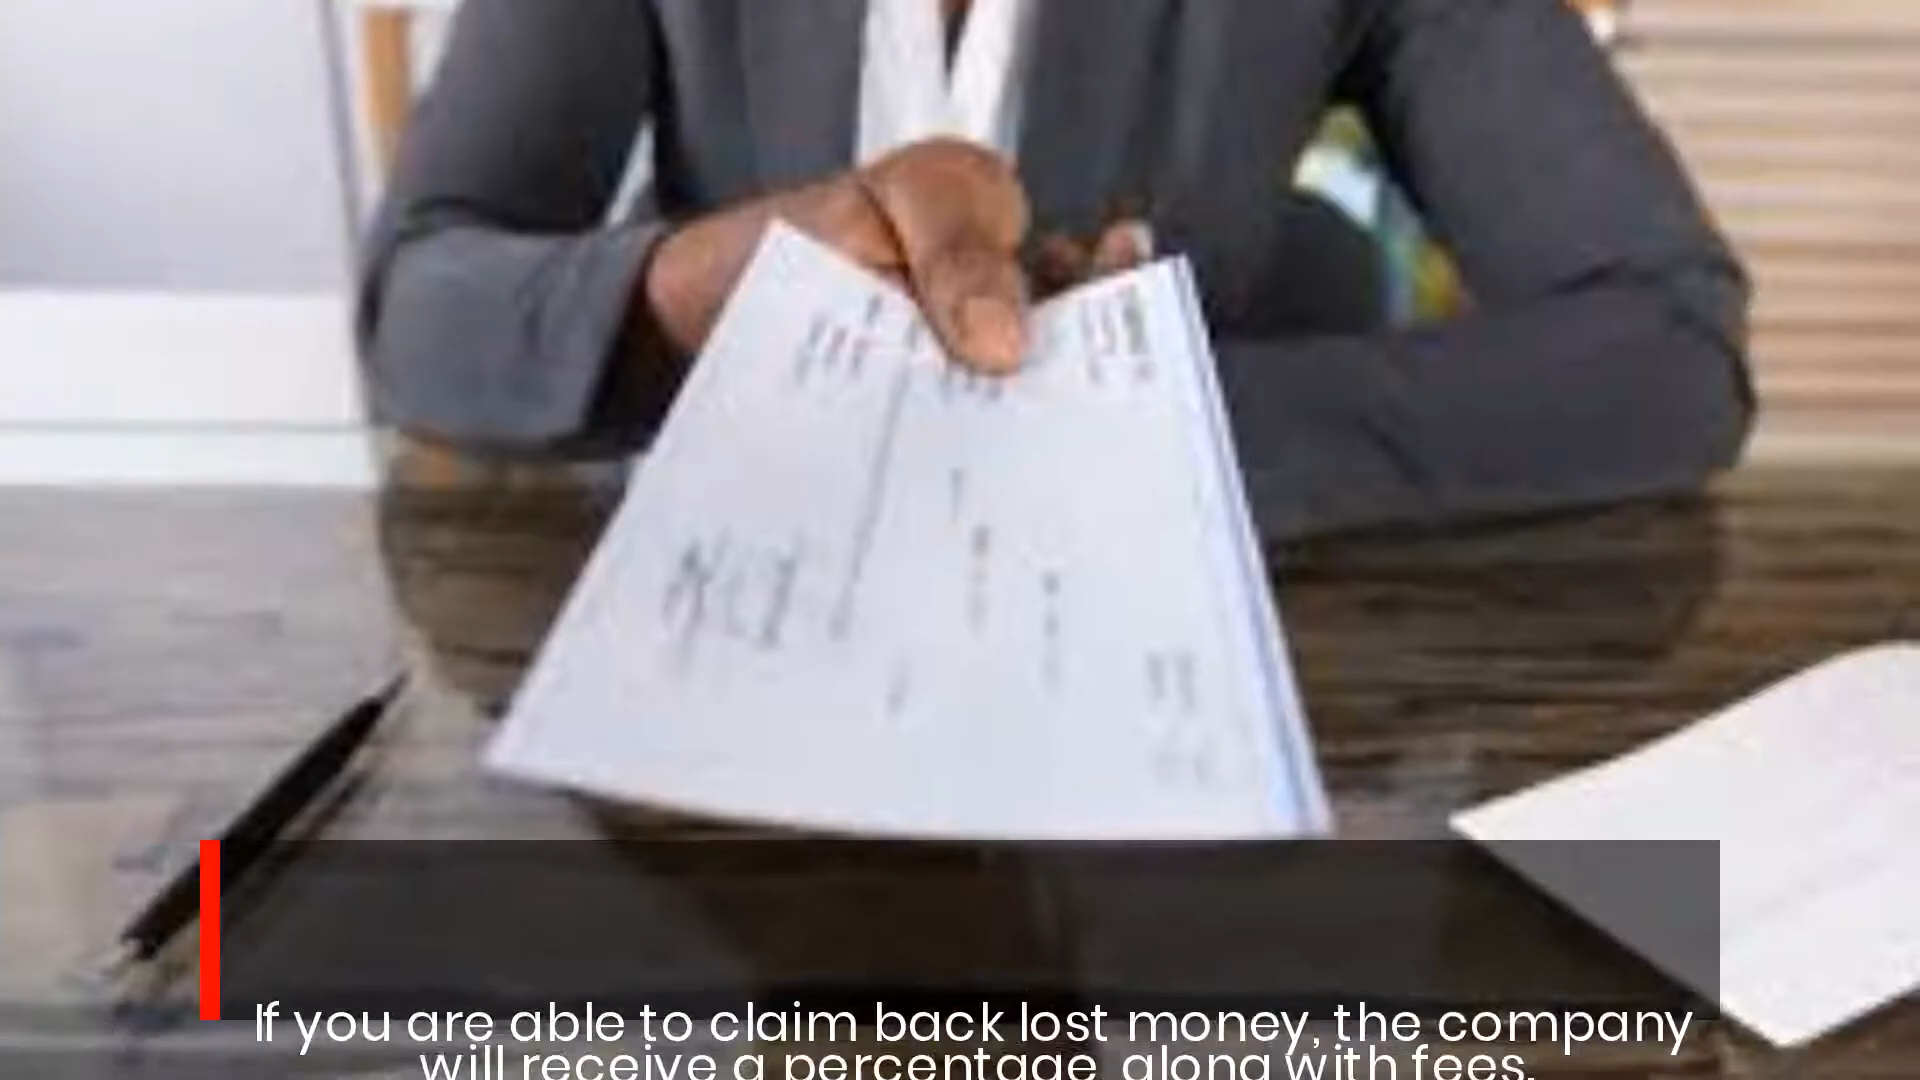 If you are able to claim back lost money, the company
will receive a percentage along with fees.